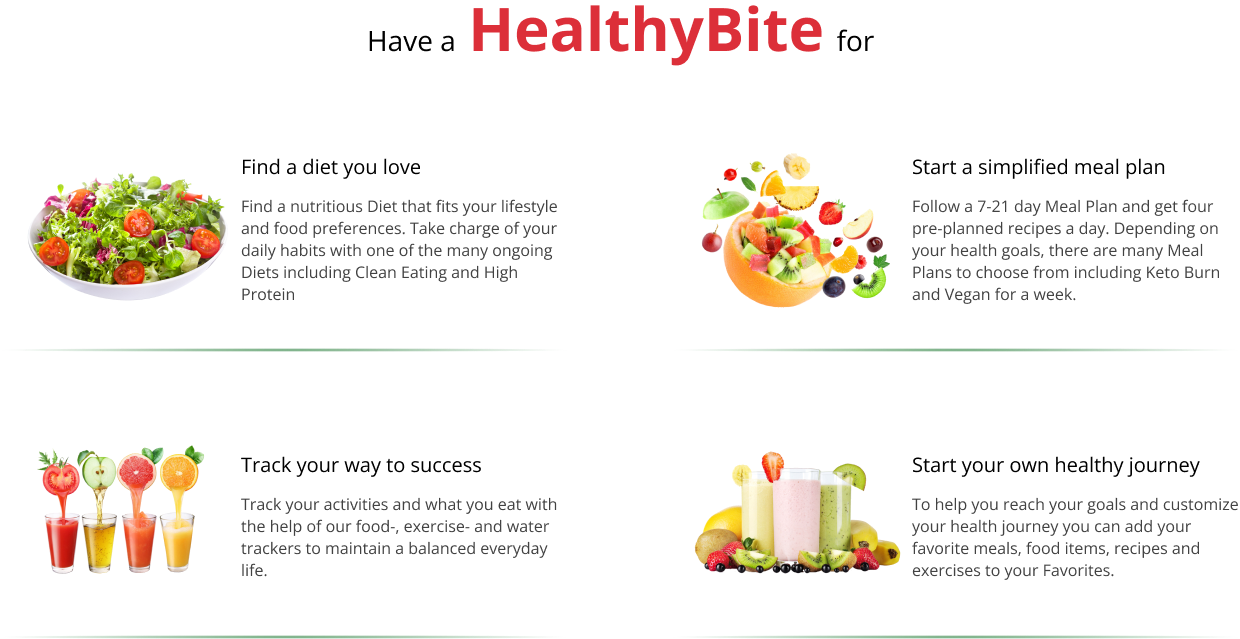 Have a HealthyBite for
Find a diet you love
Find a nutritious Diet that fits your lifestyle
and food preferences. Take charge of your
daily habits with one of the many ongoing
Diets including Clean Eating and High
Protein
Start a simplified meal plan
Follow a 7-21 day Meal Plan and get four
pre-planned recipes a day. Depending on
your health goals, there are many Meal
Plans to choose from including Keto Burn
and Vegan for a week.
Track your way to success
Track your activities and what you eat with
the help of our food-, exercise- and water
trackers to maintain a balanced everyday
life.
Start your own healthy journey
To help you reach your goals and customize
your health journey you can add your
favorite meals, food items, recipes and
exercises to your Favorites.